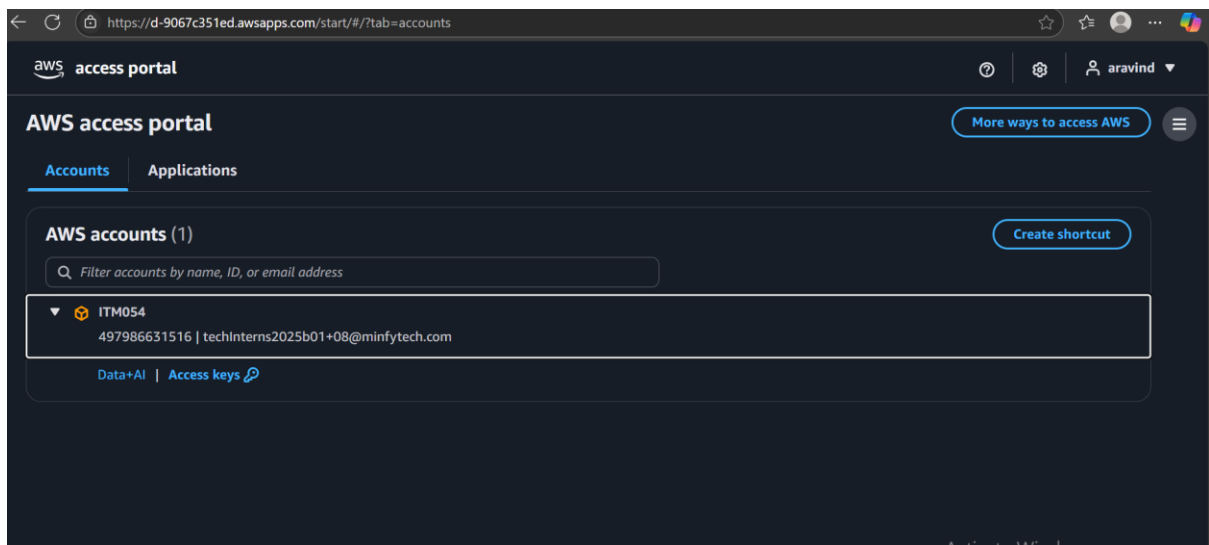 https://d-9067c351ed.awsapps.com/start/#/?tab=accounts
aws access portal
aravind
AWS access portal
More ways to access AWS
Accounts
Applications
AWS accounts (1)
Create shortcut
Filter accounts by name, ID, or email address
ITM054
497986631516 | techInterns2025b01+08@minfytech.com
Data+AI | Access keys